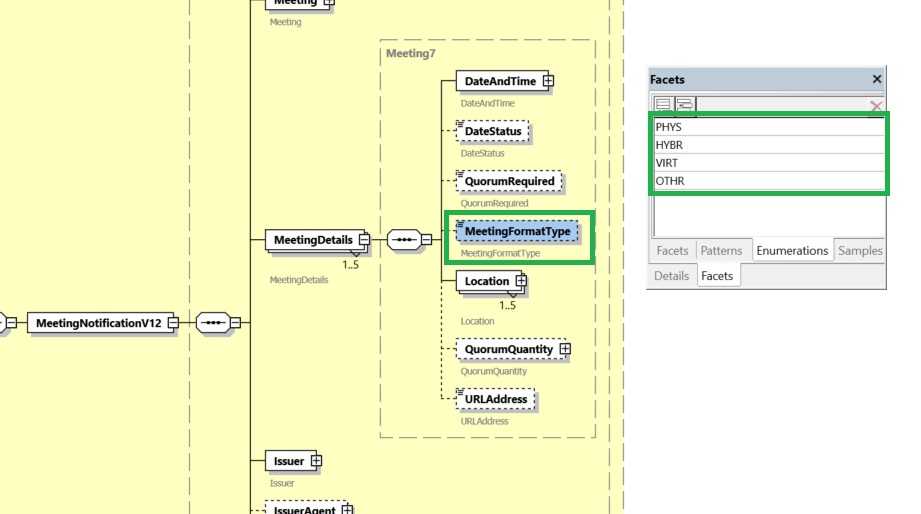 Meeting
Meeting
Meeting7
DateAndTime
DateAndTime
DateStatus
DateStatus
QuorumRequired
QuorumRequired
MeetingFormatType
MeetingFormatType
MeetingDetails
1..5
MeetingDetails
Location
1..5
Location
MeetingNotificationV12
QuorumQuantity
QuorumQuantity
URLAddress
URLAddress
Issuer
Issuer
IssuerAgent
Facets
PHYS
HYBR
VIRT
OTHR
Facets Patterns Enumerations Samples
Details Facets